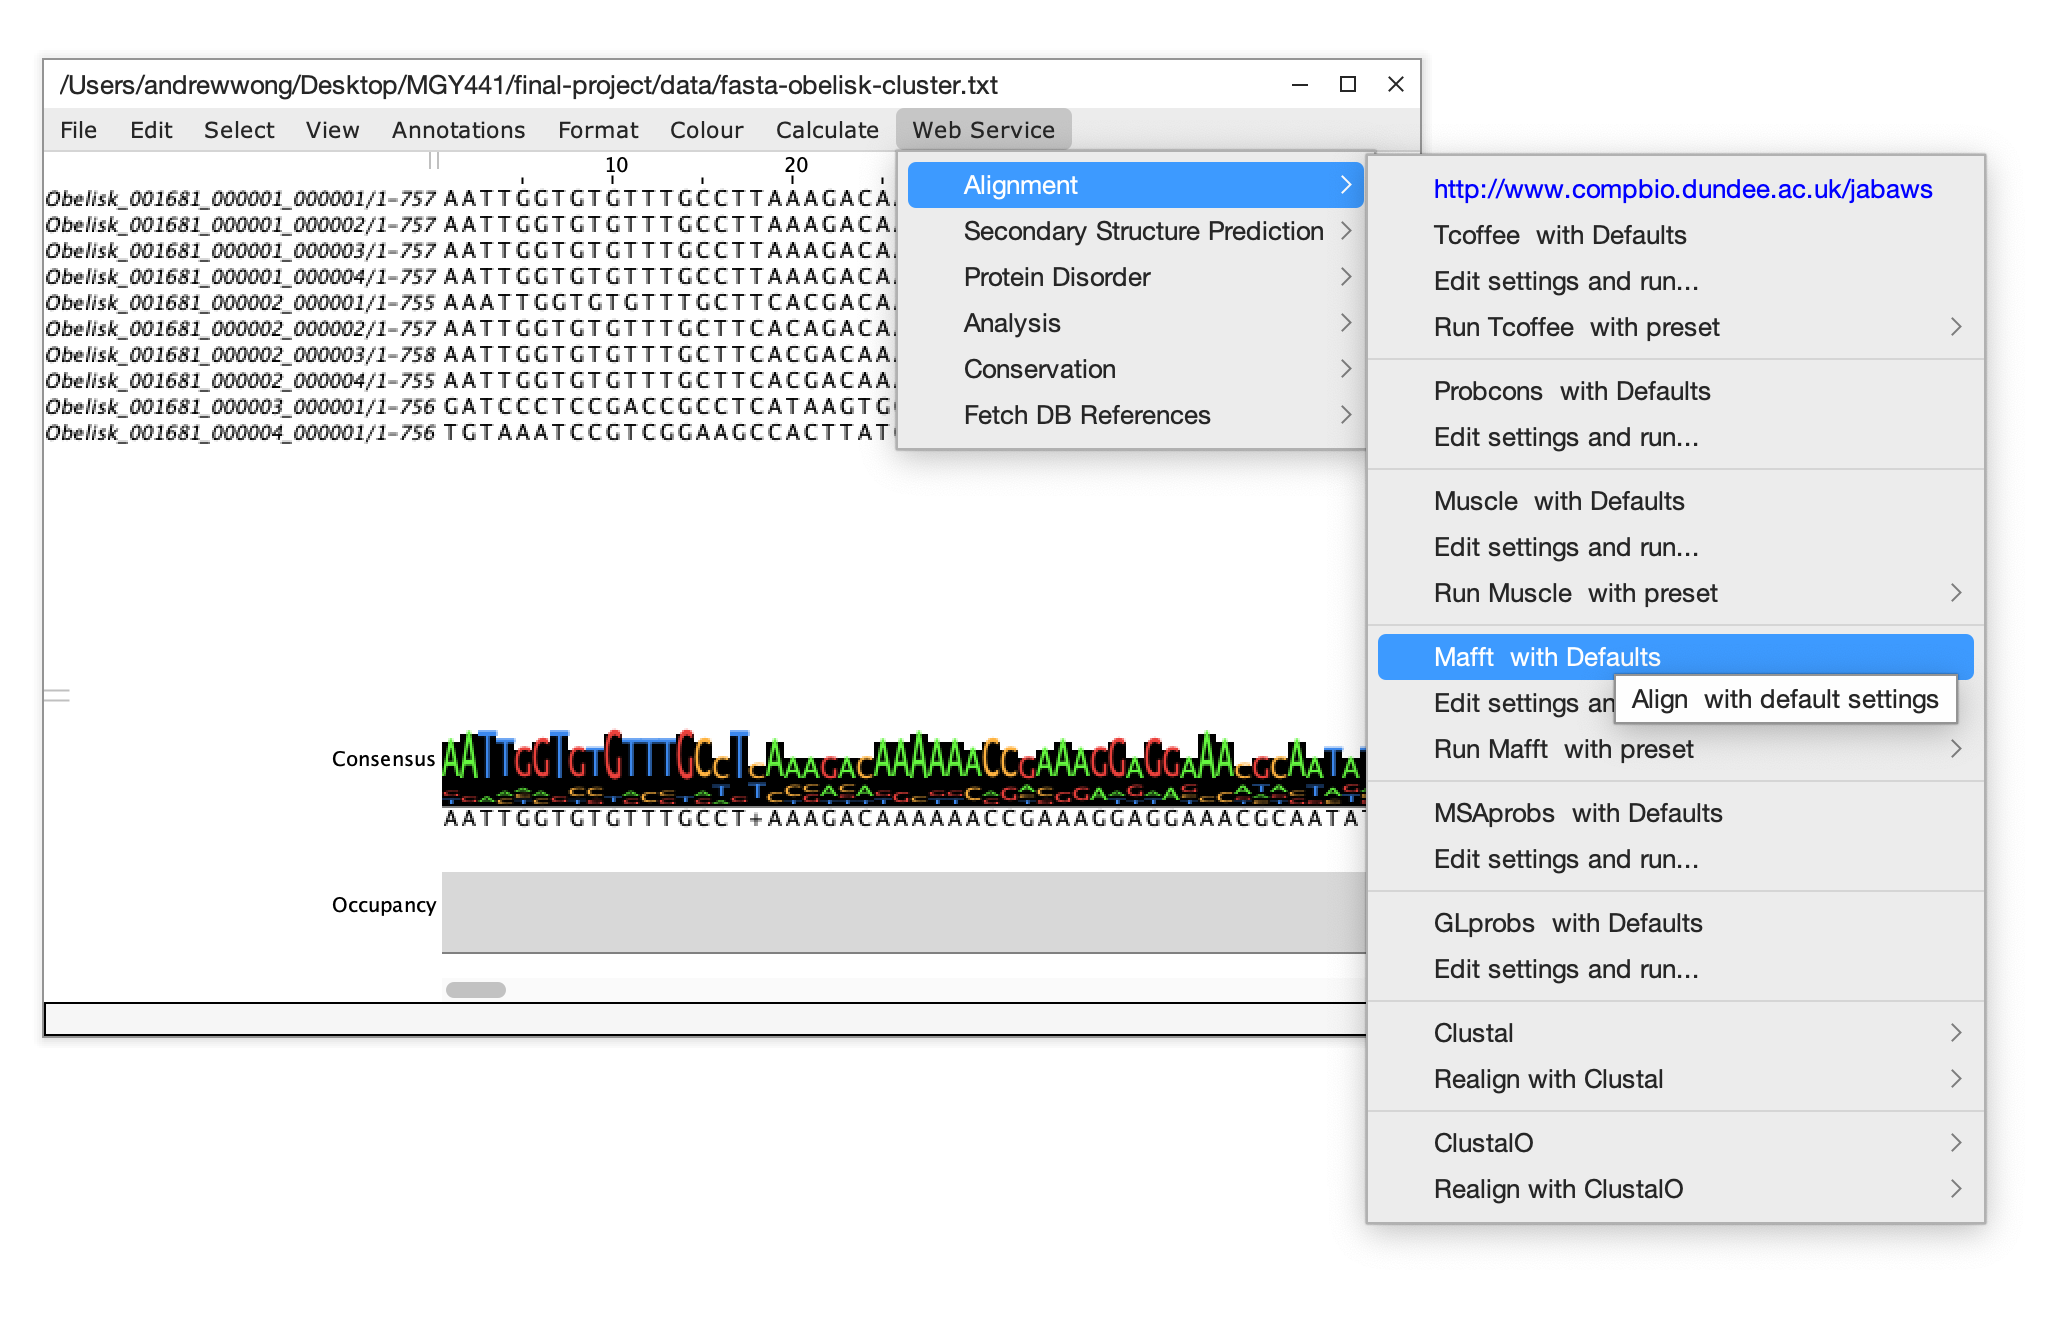 /Users/andrewwong/Desktop/MGY441/final-project/data/fasta-obelisk-cluster.txt
File Edit Select View Annotations Format Colour Calculate Web Service
10 20
Obelisk_001681_000001_000001/1-757 AATTGGTGTGTTTGCCTTAAAGACA
Obelisk_001681_000001_000002/1-757 AATTGGTGTGTTTGCCTTAAAGACA
Obelisk_001681_000001_000003/1-757 AATTGGTGTGTTTGCCTTAAAGACA
Obelisk_001681_000001_000004/1-757 AATTGGTGTGTTTGCCTTAAAGACA
Obelisk_001681_000002_000001/1-755 AAATTGGTGTGTTTGCTTCACGACA
Obelisk_001681_000002_000002/1-757 AATTGGTGTGTTTGCTTCACAGACA
Obelisk_001681_000002_000003/1-758 AATTGGTGTGTTTGCTTCACGACAA
Obelisk_001681_000002_000004/1-755 AATTGGTGTGTTTGCTTCACGACAA
Obelisk_001681_000003_000001/1-756 GATCCCTCCGACCGCCTCATAAGTG
Obelisk_001681_000004_000001/1-756 TGTAAATCCGTCGGAAGCCACTTAT
Alignment
Secondary Structure Prediction
Protein Disorder
Analysis
Conservation
Fetch DB References
http://www.compbio.dundee.ac.uk/jabaws
Tcoffee with Defaults
Edit settings and run...
Run Tcoffee with preset
Probcons with Defaults
Edit settings and run...
Muscle with Defaults
Edit settings and run...
Run Muscle with preset
Mafft with Defaults
Edit settings an
Align with default settings
Run Mafft with preset
MSAprobs with Defaults
Edit settings and run...
GLprobs with Defaults
Edit settings and run...
Clustal
Realign with Clustal
ClustalO
Realign with ClustalO
Consensus
AATTGGTGTGTTTGCCT+AAAGACAAAAAACCGAAAGGAGGAAACGCAATA
Occupancy